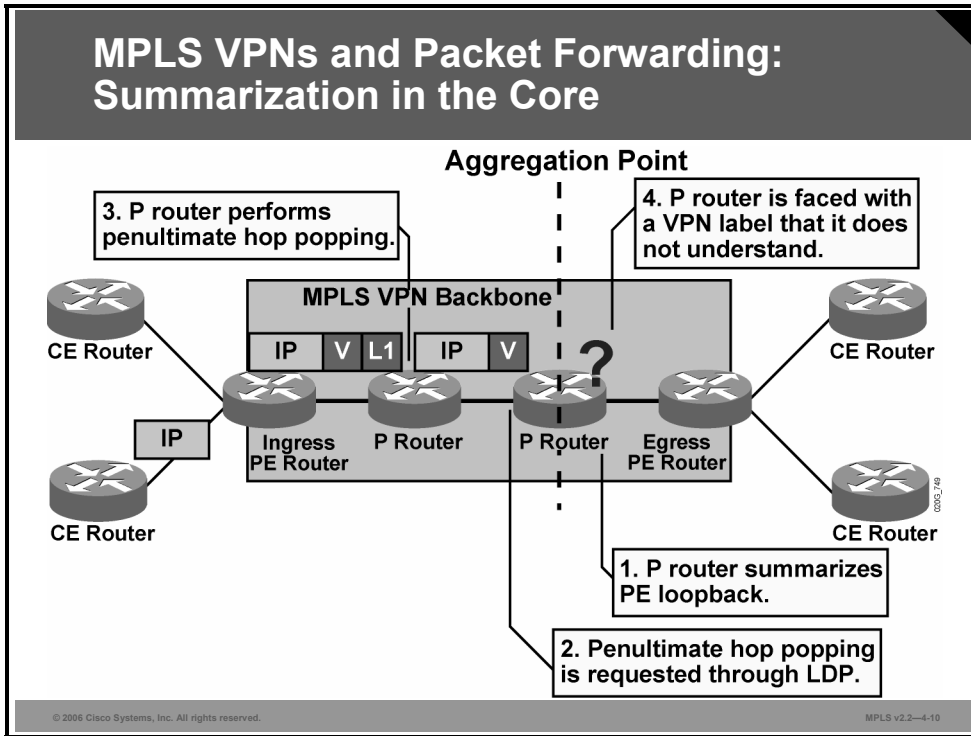 MPLS VPNs and Packet Forwarding:
Summarization in the Core
Aggregation Point
3. P router performs
penultimate hop popping.
4. P router is faced with
a VPN label that it does
not understand.
MPLS VPN Backbone
CE Router
CE Router
IP V L1
IP V
?
IP
Ingress
PE Router
P Router
P Router
Egress
PE Router
CE Router
CE Router
020G_749
1. P router summarizes
PE loopback.
2. Penultimate hop popping
is requested through LDP.
© 2006 Cisco Systems, Inc. All rights reserved.
MPLS v2.2—4-10